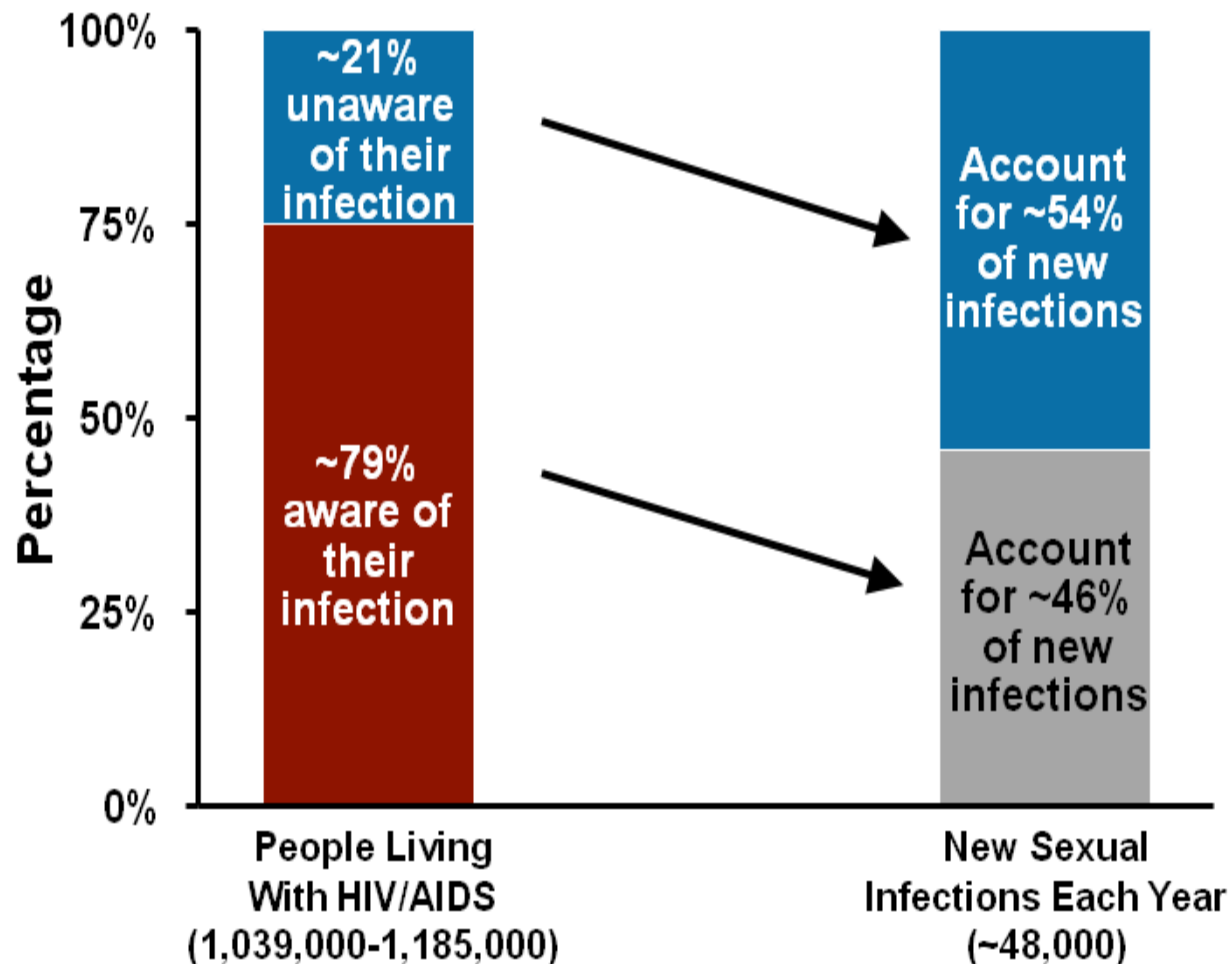 Percentage
100%
75%
50%
25%
0%
~21%
unaware
of their
infection
~79%
aware of
their
infection
Account
for ~54%
of new
infections
Account
for ~46%
of new
infections
People Living
With HIV/AIDS
(1,039,000-1,185,000)
New Sexual
Infections Each Year
(~48,000)